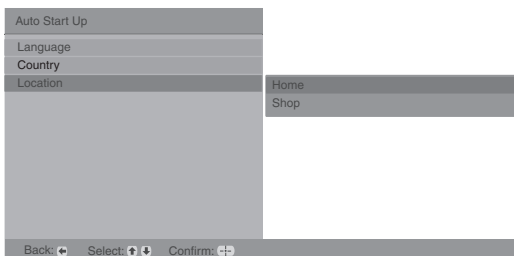 Auto Start Up
Language
Country
Location
Home
Shop
Back: Select: Confirm: